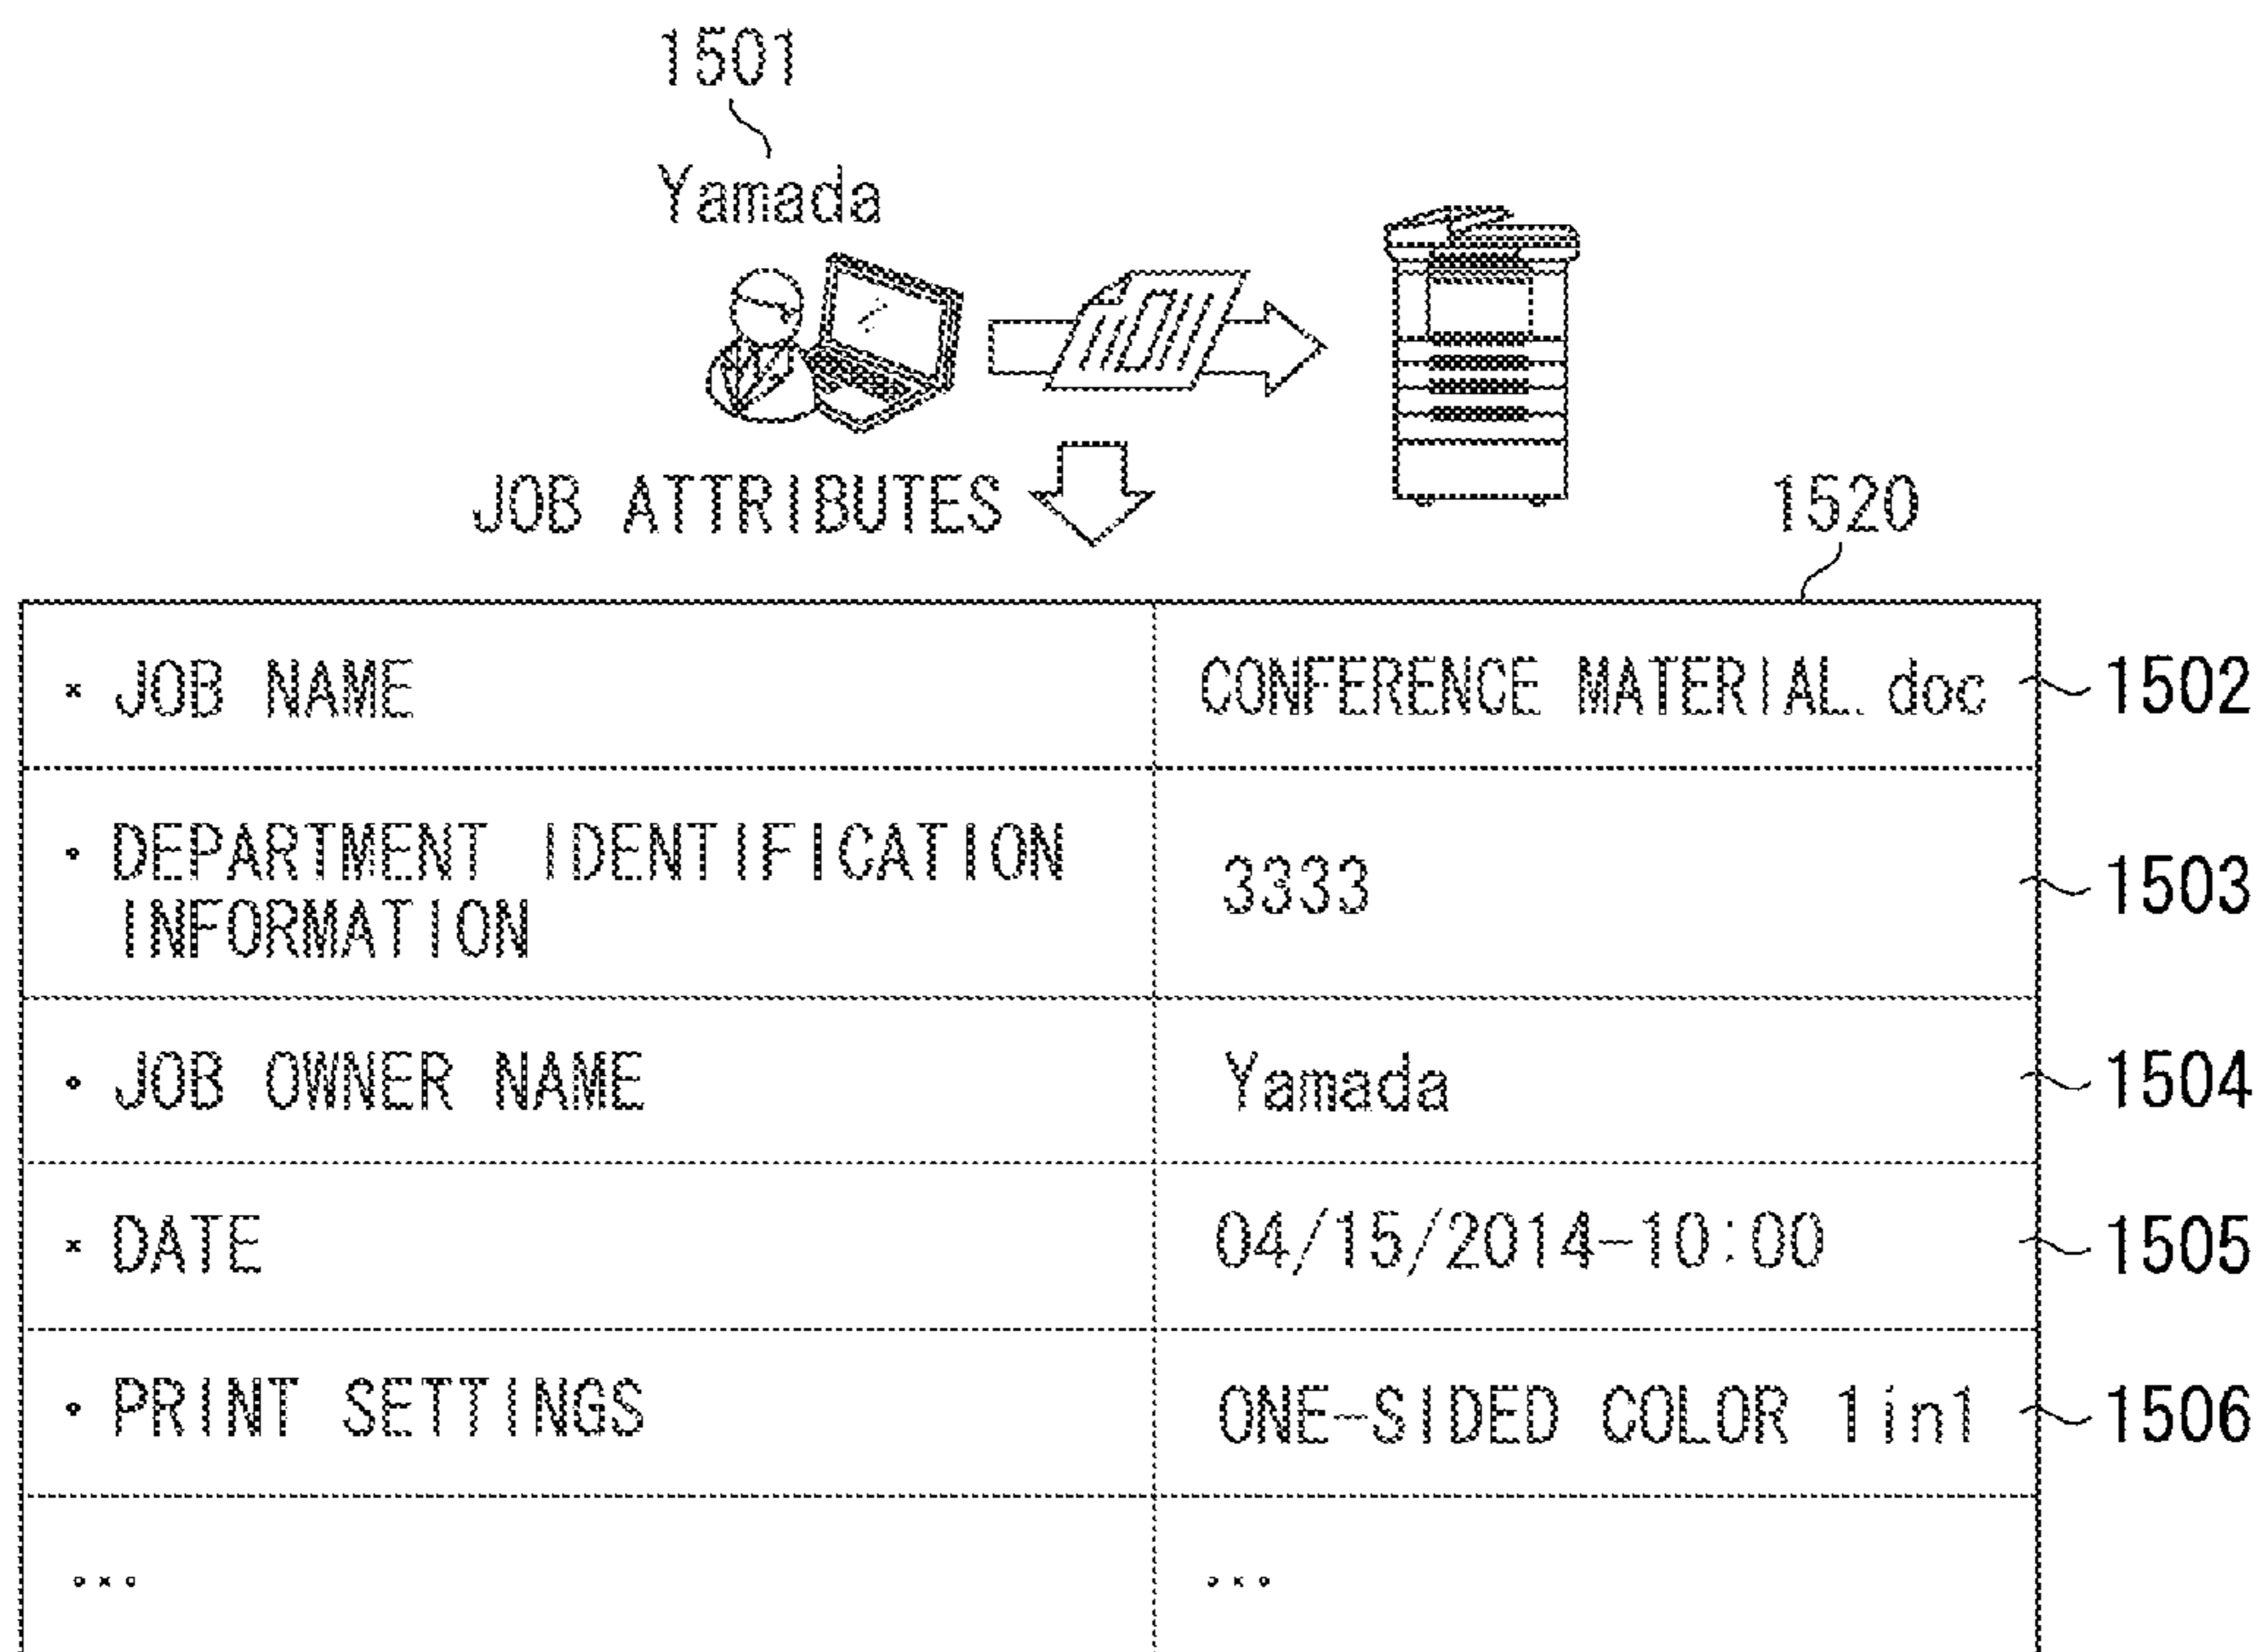 1501
Yamada
JOB ATTRIBUTES
1520
• JOB NAME CONFERENCE MATERIAL.doc 1502
• DEPARTMENT IDENTIFICATION
INFORMATION 3333 1503
• JOB OWNER NAME Yamada 1504
• DATE 04/15/2014-10:00 1505
• PRINT SETTINGS ONE-SIDED COLOR 1in1 1506
... ...